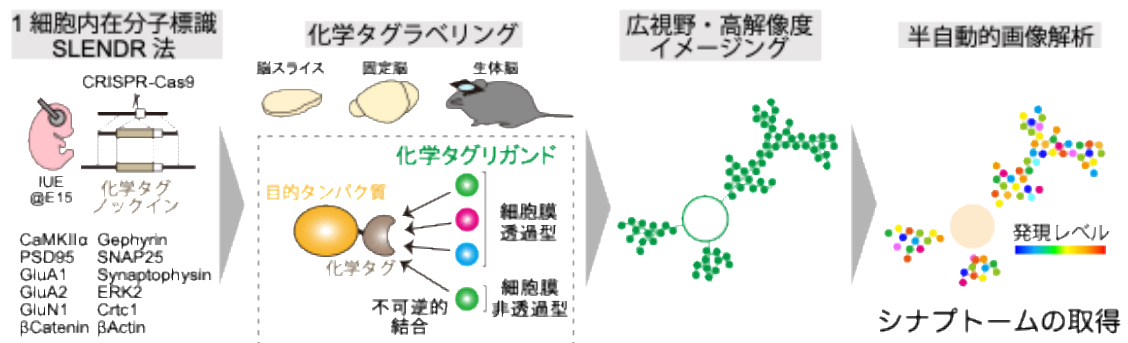 1 細胞内在分子標識
SLENDR 法
CRISPR-Cas9
IUE
@E15
化学タグ
ノックイン
CaMKIIα Gephyrin
PSD95 SNAP25
GluA1 Synaptophysin
GluA2 ERK2
GluN1 Crtc1
βCatenin βActin
化学タグラベリング
脳スライス 固定脳 生体脳
化学タグリガンド
目的タンパク質
細胞膜
透過型
化学タグ
細胞膜
非透過型
不可逆的
結合
広視野・高解像度
イメージング
半自動的画像解析
発現レベル
シナプトームの取得